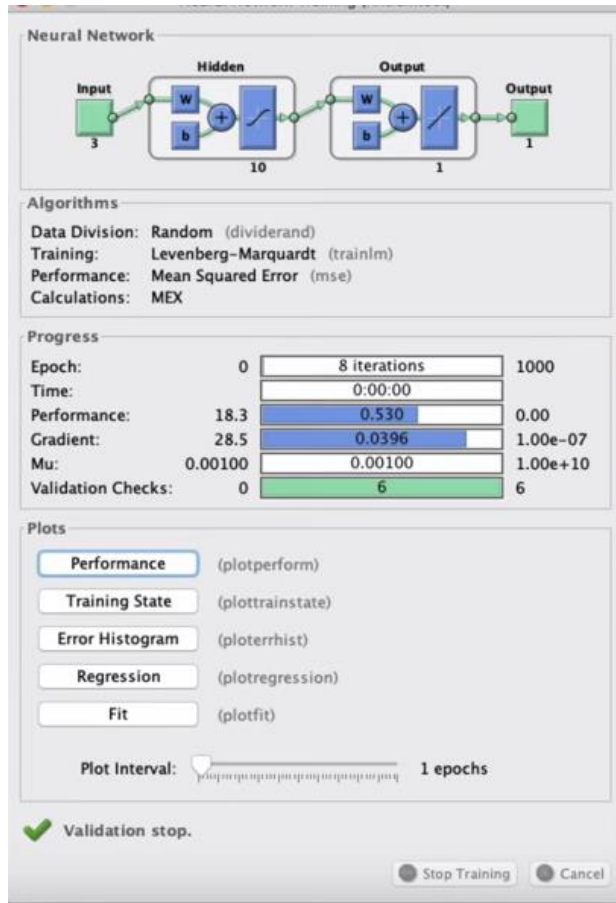 Neural Network
Hidden
Output
Input
Output
W
W
b
b
3
10
1
1
Algorithms
Data Division: Random (dividerand)
Training: Levenberg-Marquardt (trainlm)
Performance: Mean Squared Error (mse)
Calculations: MEX
Progress
Epoch: 0 8 iterations 1000
Time: 0:00:00
Performance: 18.3 0.530 0.00
Gradient: 28.5 0.0396 1.00e-07
Mu: 0.00100 0.00100 1.00e+10
Validation Checks: 0 6 6
Plots
Performance (plotperform)
Training State (plottrainstate)
Error Histogram (ploterrhist)
Regression (plotregression)
Fit (plotfit)
Plot Interval: 1 epochs
Validation stop.
Stop Training Cancel